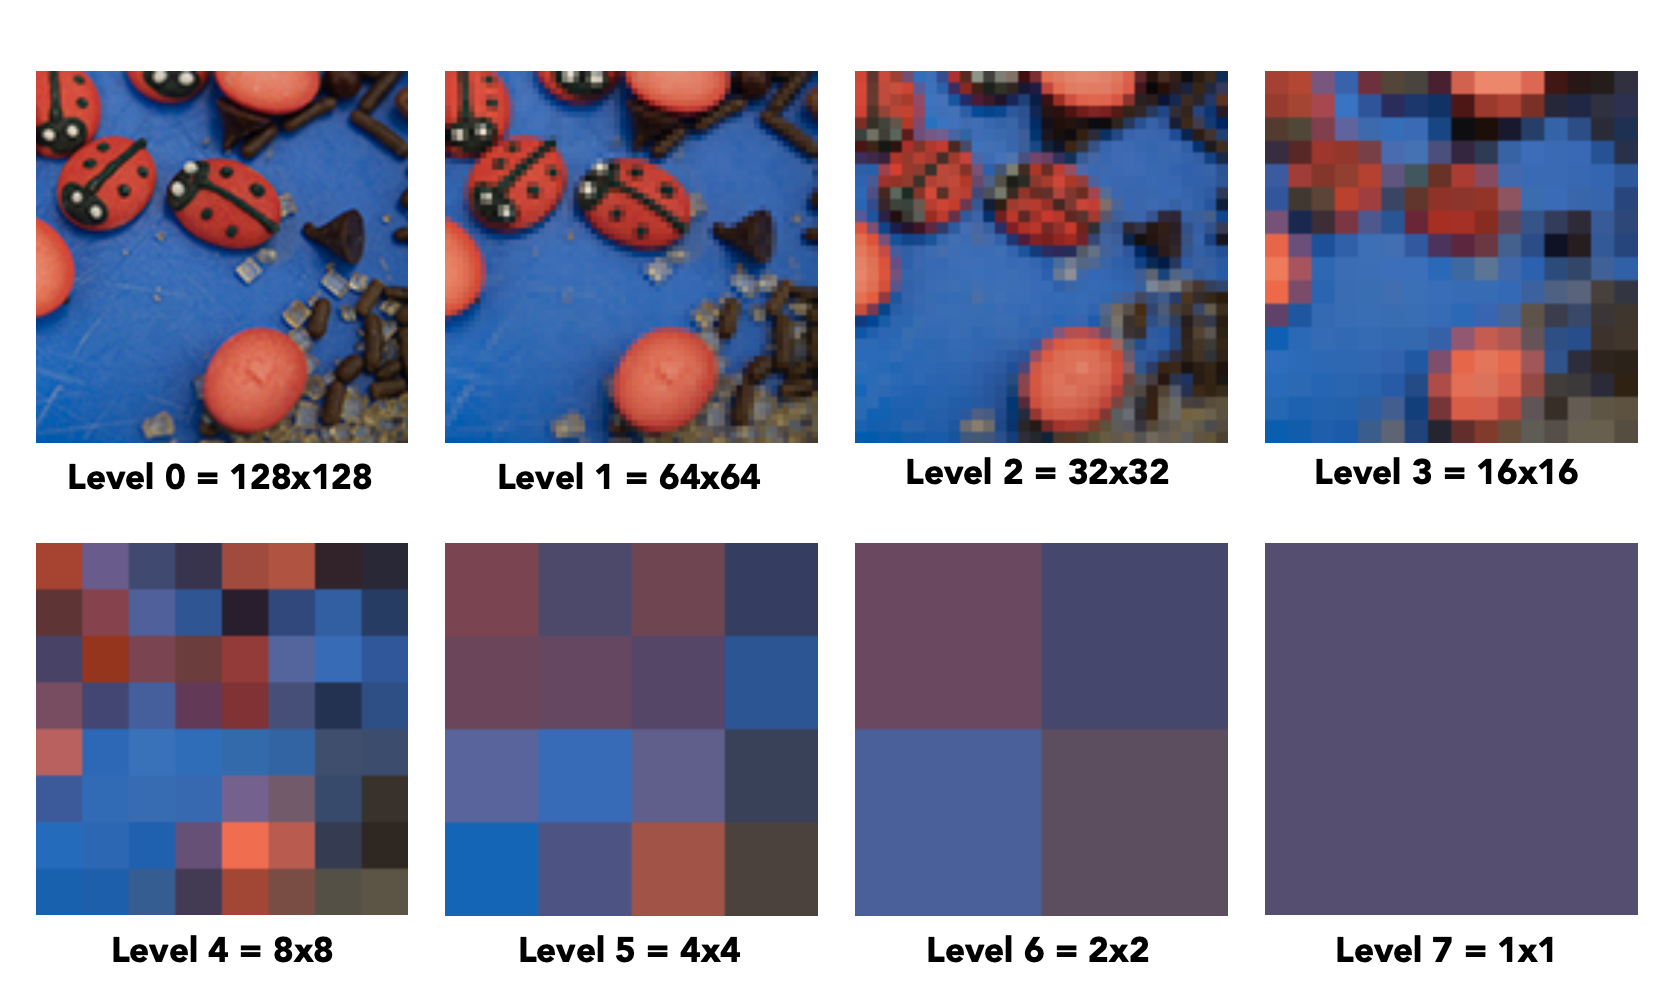 Level 0 = 128x128
Level 1 = 64x64
Level 2 = 32x32
Level 3 = 16x16
Level 4 = 8x8
Level 5 = 4x4
Level 6 = 2x2
Level 7 = 1x1